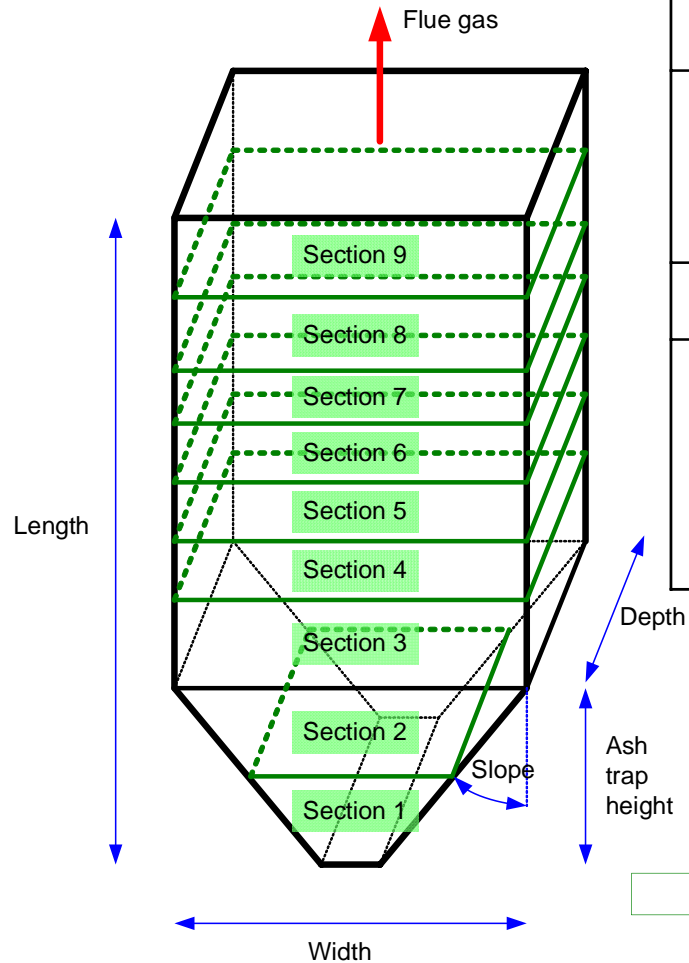 Flue gas
Section 9
Section 8
Section 7
Section 6
Section 5
Section 4
Section 3
Section 2
Section 1
Length
Depth
Slope
Ash
trap
height
Width